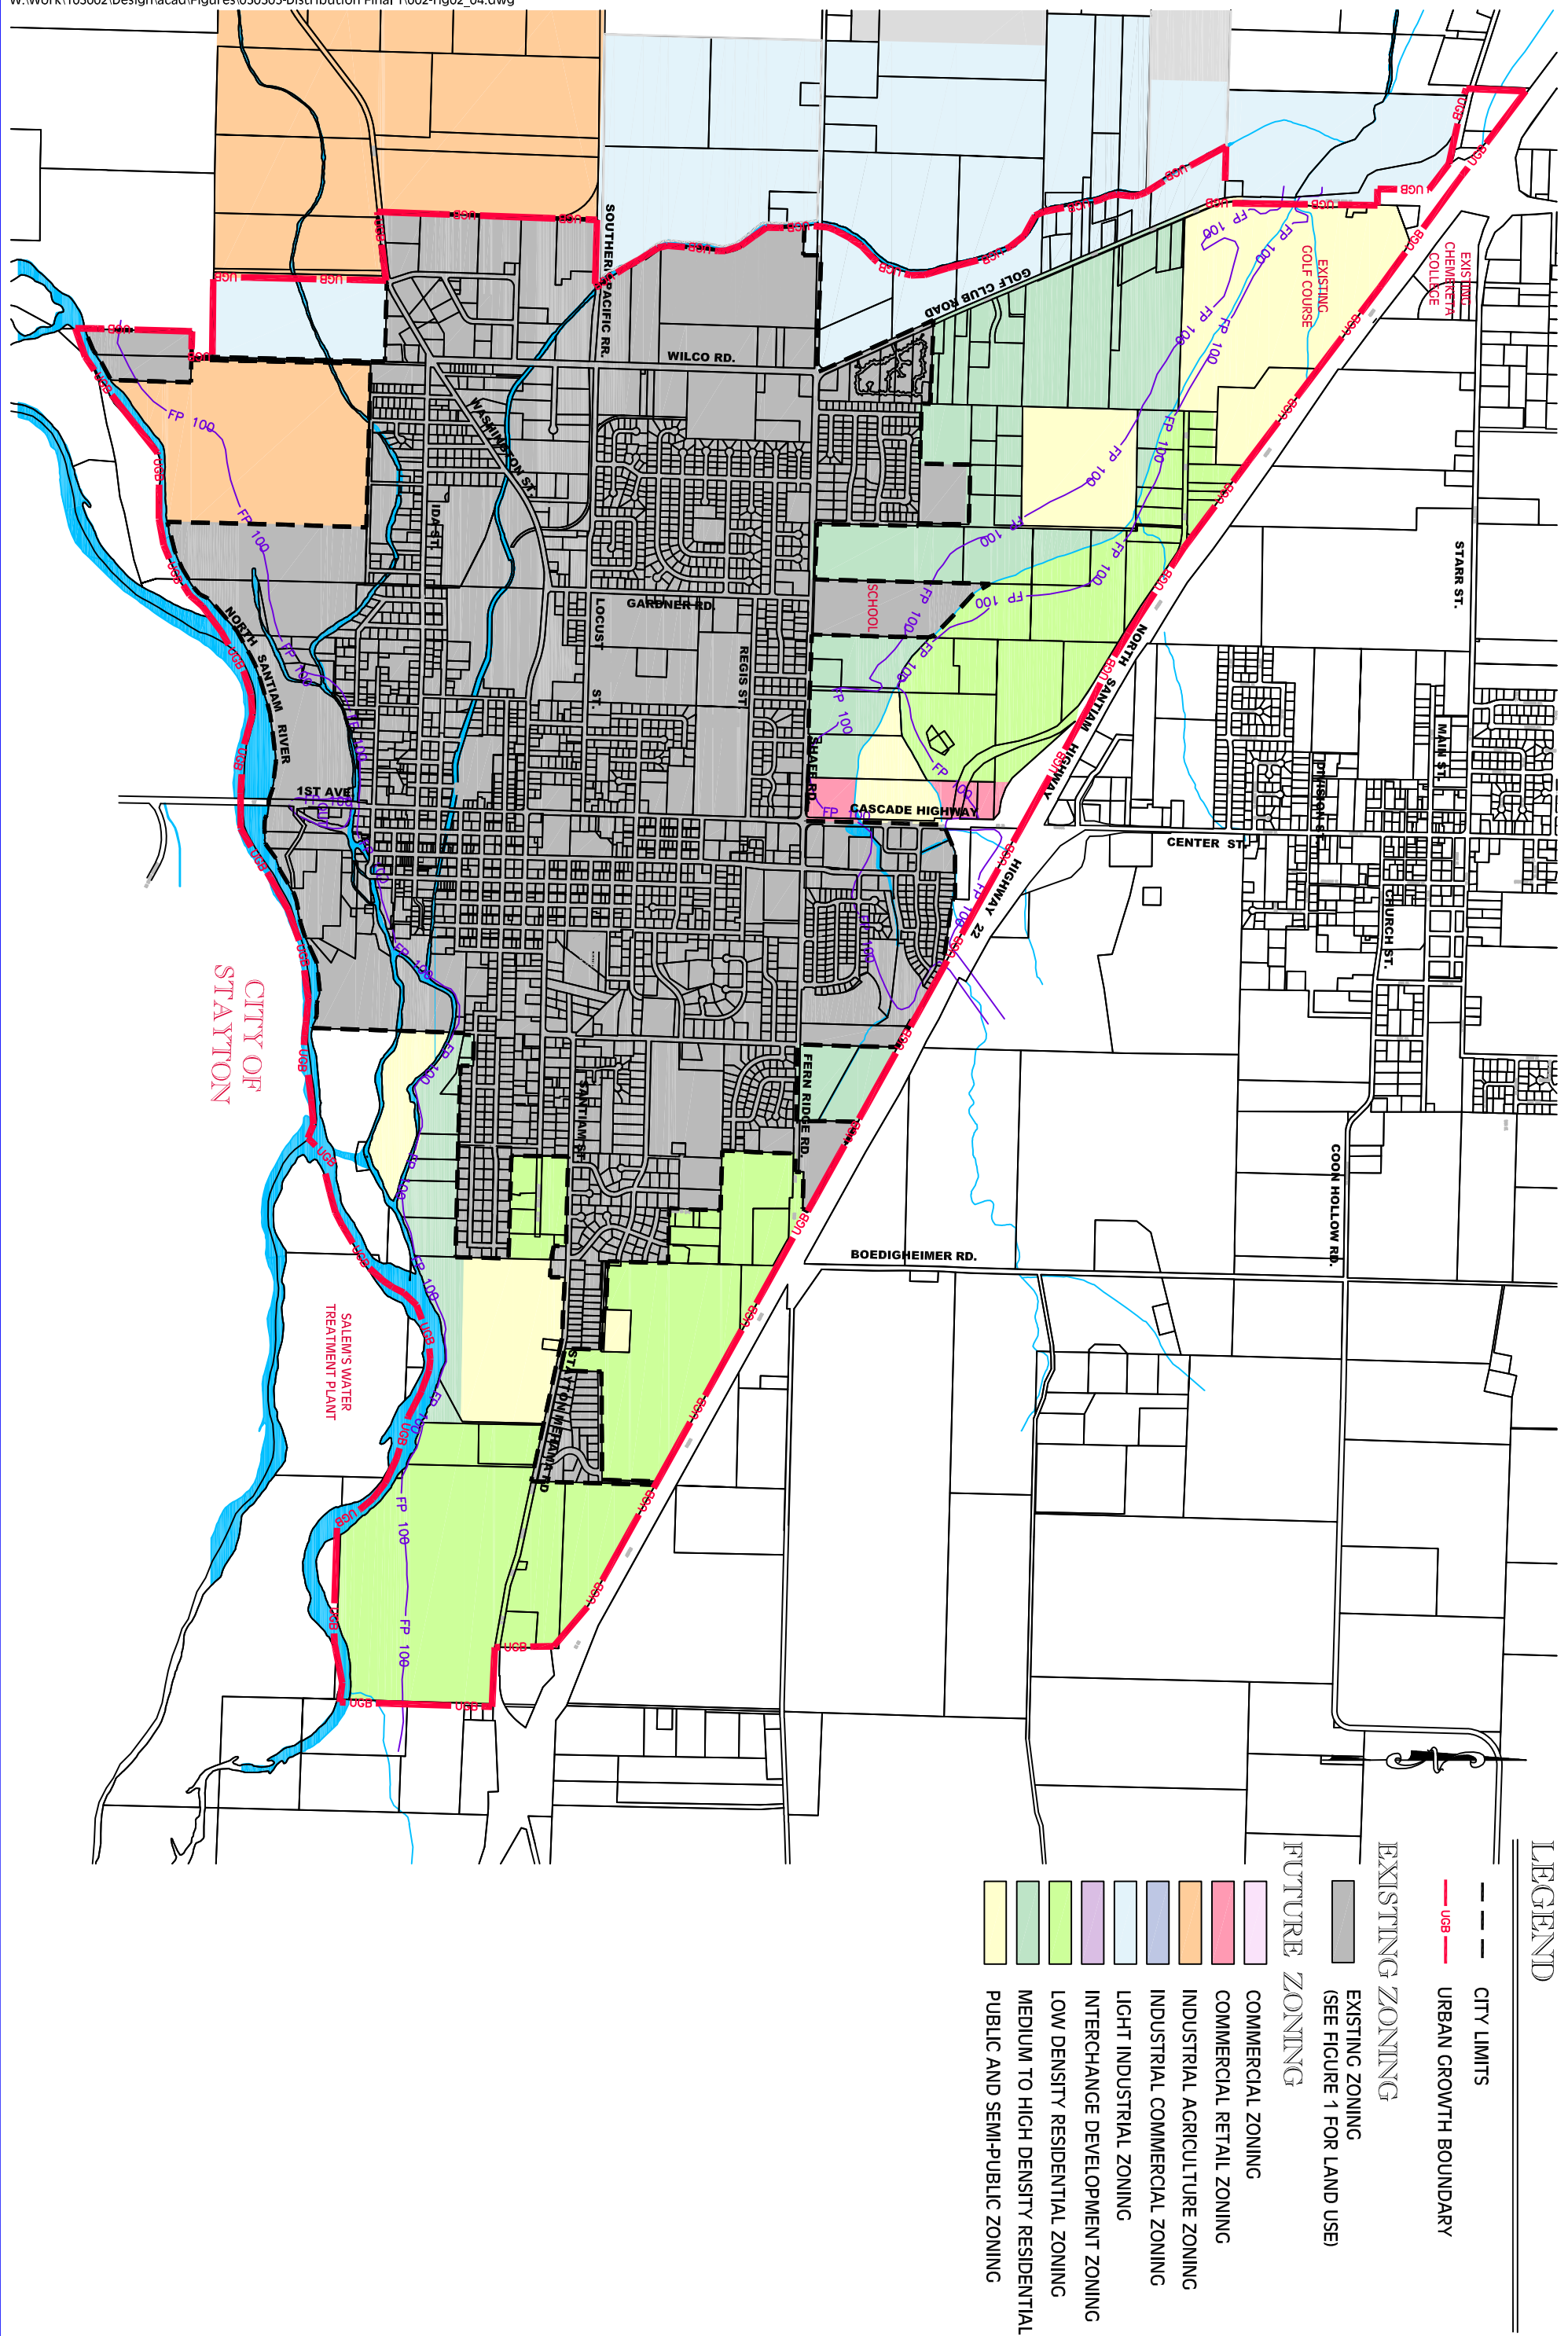 LEGEND
CITY LIMITS
UGB
URBAN GROWTH BOUNDARY
EXISTING ZONING
EXISTING ZONING
(SEE FIGURE 1 FOR LAND USE)
FUTURE ZONING
COMMERCIAL ZONING
COMMERCIAL RETAIL ZONING
INDUSTRIAL AGRICULTURE ZONING
INDUSTRIAL COMMERCIAL ZONING
LIGHT INDUSTRIAL ZONING
INTERCHANGE DEVELOPMENT ZONING
LOW DENSITY RESIDENTIAL ZONING
MEDIUM TO HIGH DENSITY RESIDENTIAL
PUBLIC AND SEMI-PUBLIC ZONING
EXISTING
CHEMEKETA
COLLEGE
EXISTING
GOLF COURSE
GOLF CLUB ROAD
SOUTHERN PACIFIC RR.
WILCO RD.
WASHINGTON ST.
IDA ST.
LOCUST
ST.
GARDNER RD.
REGIS ST
SCHOOL
SHAFF RD.
CASCADE HIGHWAY
NORTH SANTIAM HIGHWAY
HIGHWAY 22
STARR ST.
MAIN ST.
CENTER ST.
CHURCH ST.
COON HOLLOW RD.
BOEDIGHEIMER RD.
FERN RIDGE RD.
SANTIAM ST.
STAYTON MEHAMA RD
1ST AVE
NORTH SANTIAM RIVER
CITY OF
STAYTON
SALEM'S WATER
TREATMENT PLANT
UGB
FP 100